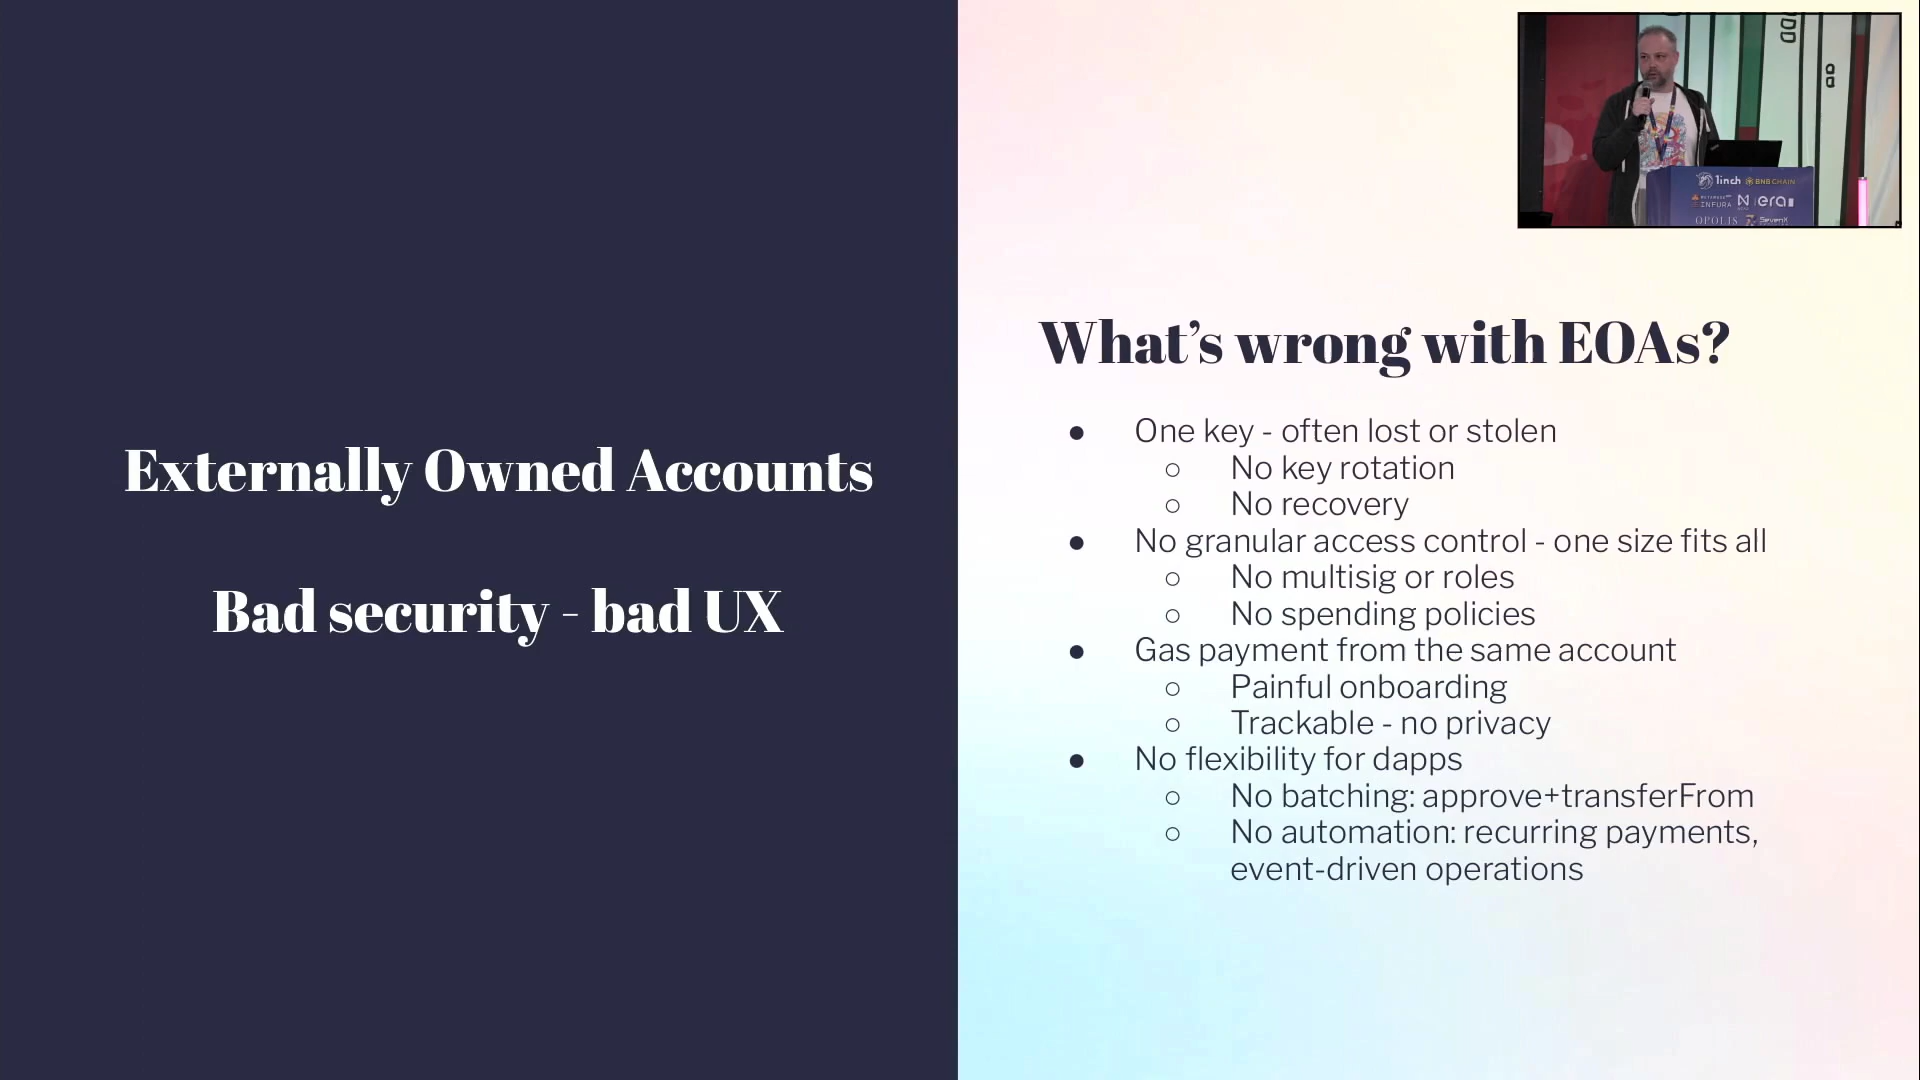 Externally Owned Accounts
Bad security - bad UX
What's wrong with EOAs?
● One key - often lost or stolen
○ No key rotation
○ No recovery
● No granular access control - one size fits all
○ No multisig or roles
○ No spending policies
● Gas payment from the same account
○ Painful onboarding
○ Trackable - no privacy
● No flexibility for dapps
○ No batching: approve+transferFrom
○ No automation: recurring payments,
event-driven operations
1inch BNB CHAIN
INFURA
OPOLIS SevenX